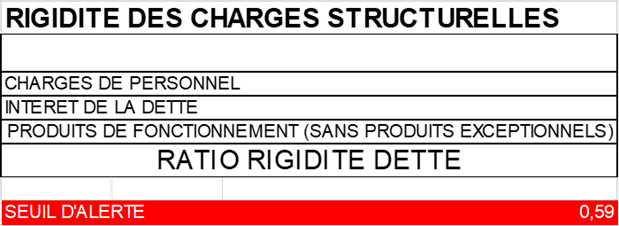 RIGIDITE DES CHARGES STRUCTURELLES
CHARGES DE PERSONNEL
INTERET DE LA DETTE
PRODUITS DE FONCTIONNEMENT (SANS PRODUITS EXCEPTIONNELS)
RATIO RIGIDITE DETTE
SEUIL D'ALERTE 0,59